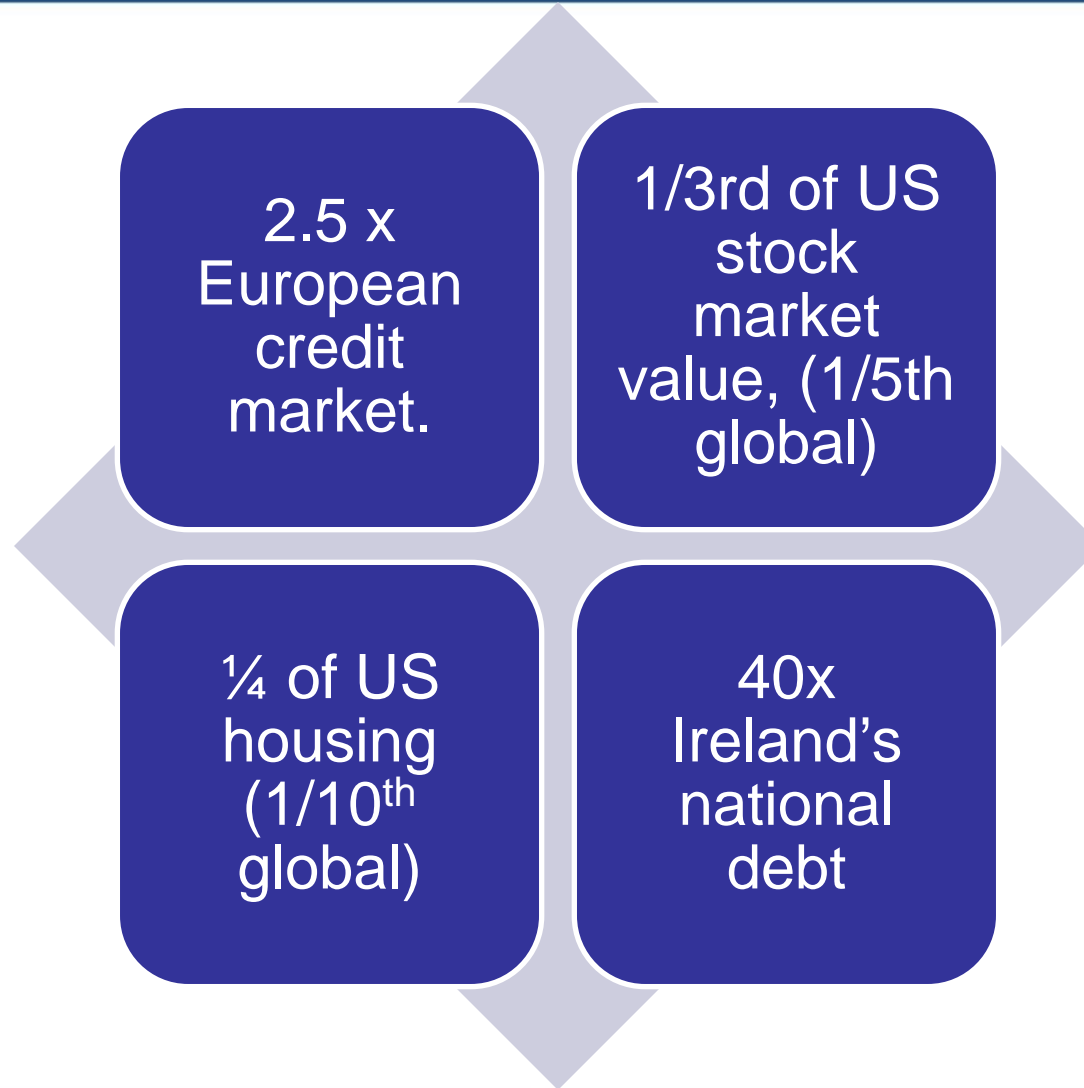 2.5 x
European
credit
market.
1/3rd of US
stock
market
value, (1/5th
global)
¼ of US
housing
(1/10th
global)
40x
Ireland’s
national
debt